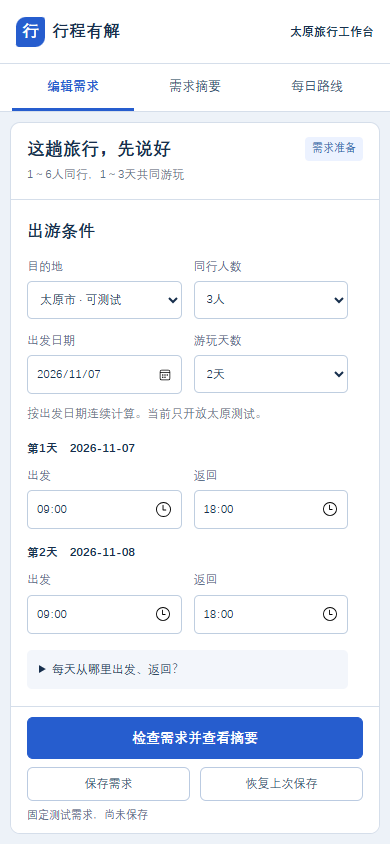 行 行程有解 太原旅行工作台
编辑需求 需求摘要 每日路线
这趟旅行，先说好 需求准备
1～6人同行，1～3天共同游玩
出游条件
目的地 同行人数
太原市 · 可测试 3人
出发日期 游玩天数
2026/11/07 2天
按出发日期连续计算。当前只开放太原测试。
第1天 2026-11-07
出发 返回
09:00 18:00
第2天 2026-11-08
出发 返回
09:00 18:00
▶ 每天从哪里出发、返回？
检查需求并查看摘要
保存需求 恢复上次保存
固定测试需求，尚未保存